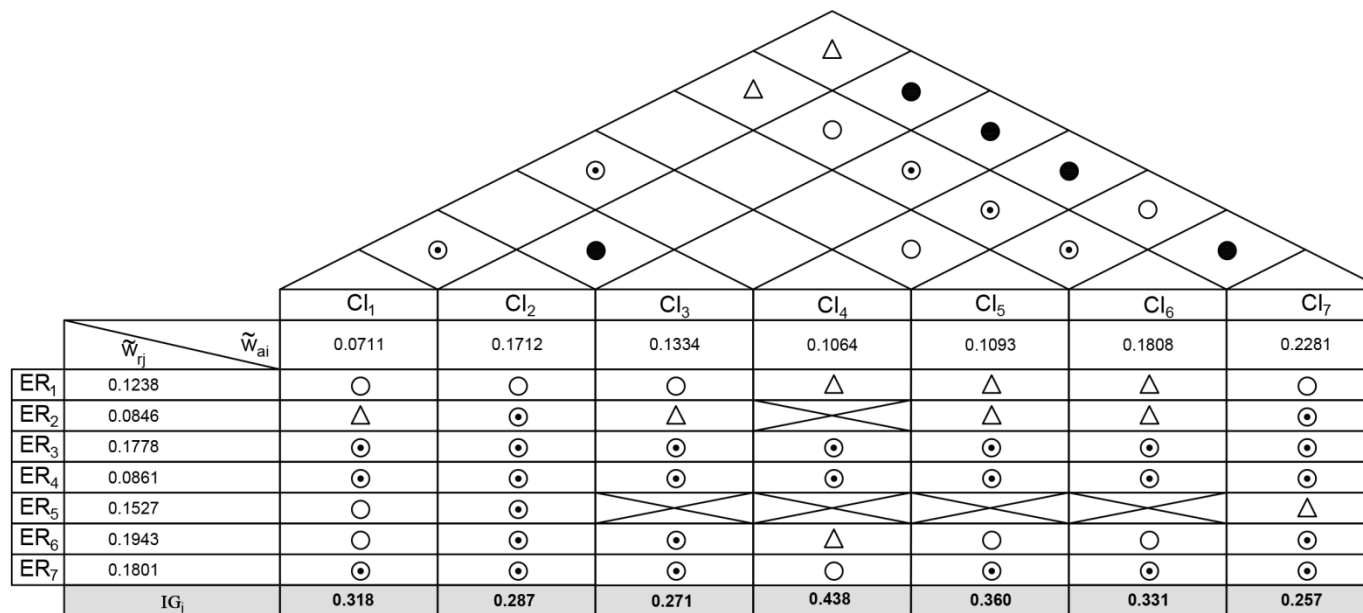 CI₁ CI₂ CI₃ CI₄ CI₅ CI₆ CI₇
w̃rj w̃ai 0.0711 0.1712 0.1334 0.1064 0.1093 0.1808 0.2281
ER₁ 0.1238
ER₂ 0.0846
ER₃ 0.1778
ER₄ 0.0861
ER₅ 0.1527
ER₆ 0.1943
ER₇ 0.1801
IGⱼ 0.318 0.287 0.271 0.438 0.360 0.331 0.257